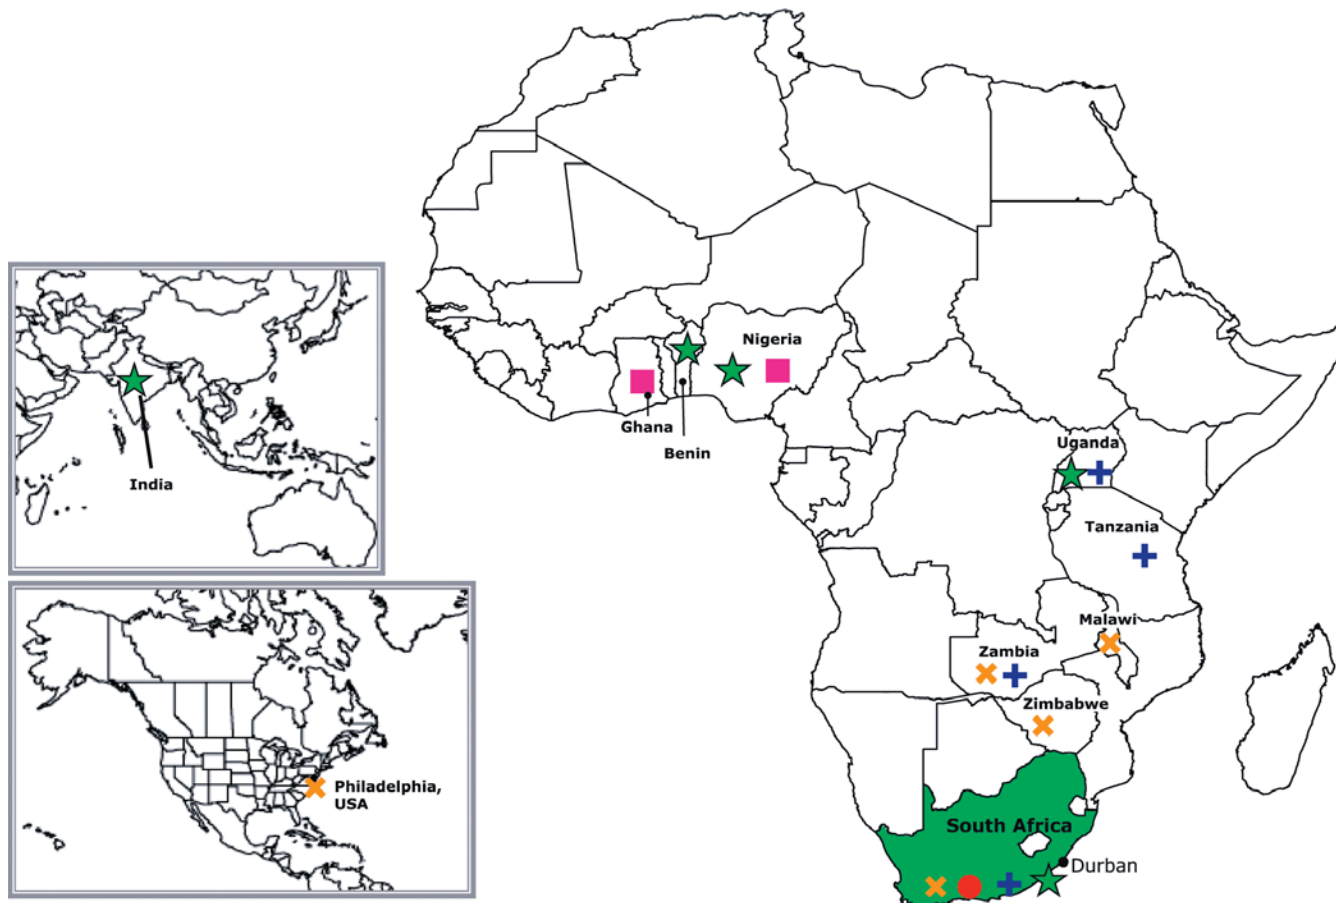 Nigeria
Ghana
Benin
Uganda
Tanzania
India
Malawi
Zambia
Zimbabwe
Philadelphia,
USA
South Africa
Durban